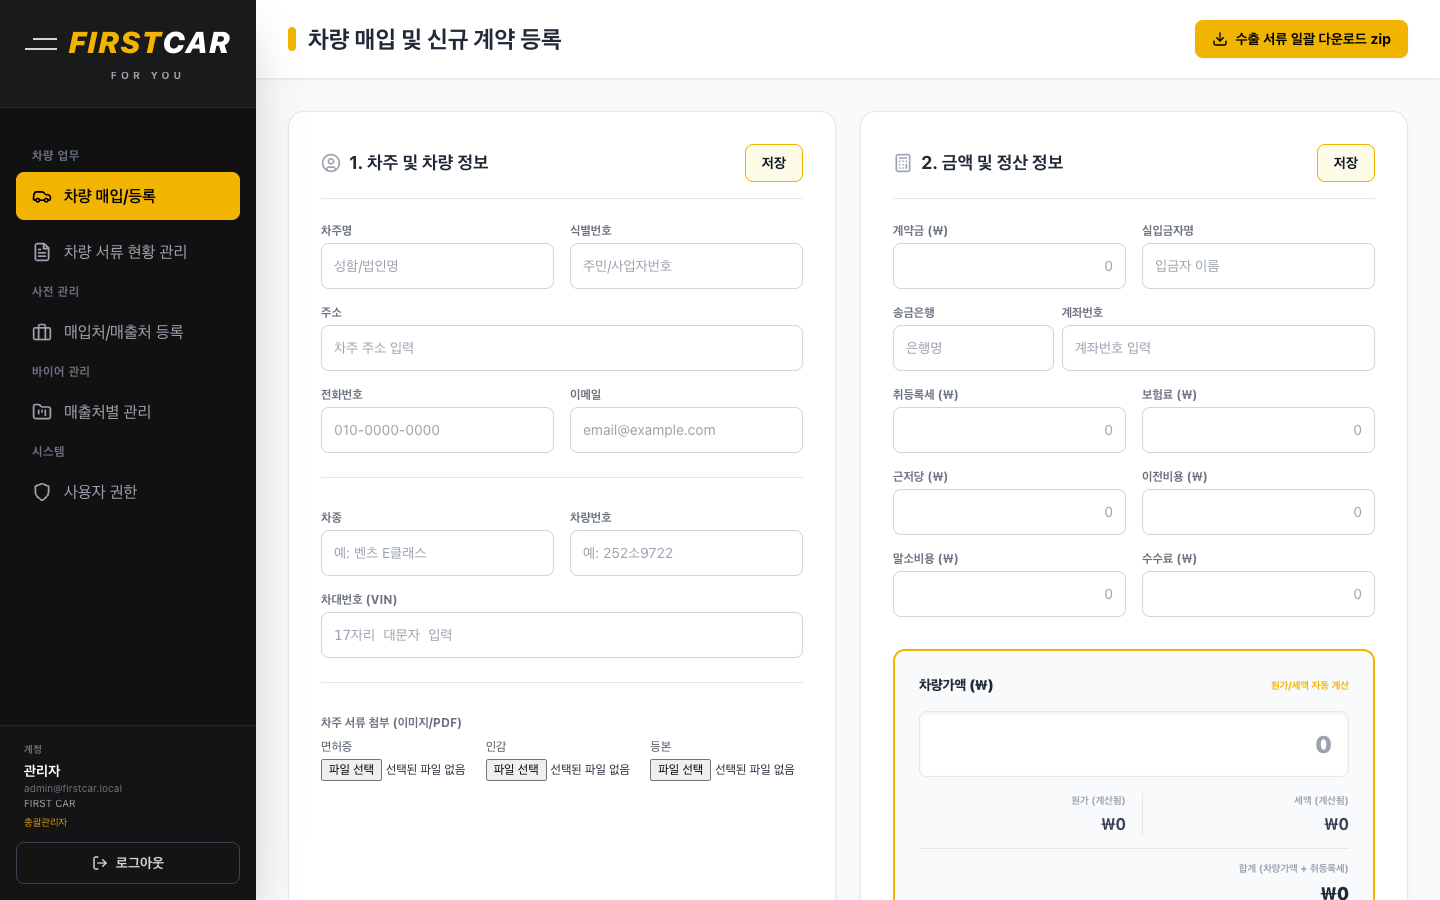 FIRSTCAR
FOR YOU
차량 업무
차량 매입/등록
차량 서류 현황 관리
사전 관리
매입처/매출처 등록
바이어 관리
매출처별 관리
시스템
사용자 권한
계정
관리자
admin@firstcar.local
FIRST CAR
총괄관리자
로그아웃
차량 매입 및 신규 계약 등록
수출 서류 일괄 다운로드 zip
1. 차주 및 차량 정보
저장
차주명
식별번호
성함/법인명
주민/사업자번호
주소
차주 주소 입력
전화번호
이메일
010-0000-0000
email@example.com
차종
차량번호
예: 벤츠 E클래스
예: 252소9722
차대번호 (VIN)
17자리 대문자 입력
차주 서류 첨부 (이미지/PDF)
면허증
인감
등본
파일 선택 선택된 파일 없음
파일 선택 선택된 파일 없음
파일 선택 선택된 파일 없음
2. 금액 및 정산 정보
저장
계약금 (₩)
실입금자명
0
입금자 이름
송금은행
계좌번호
은행명
계좌번호 입력
취등록세 (₩)
보험료 (₩)
0
0
근저당 (₩)
이전비용 (₩)
0
0
말소비용 (₩)
수수료 (₩)
0
0
차량가액 (₩)
원가/세액 자동 계산
0
원가 (계산됨)
세액 (계산됨)
₩0
₩0
합계 (차량가액 + 취등록세)
₩0